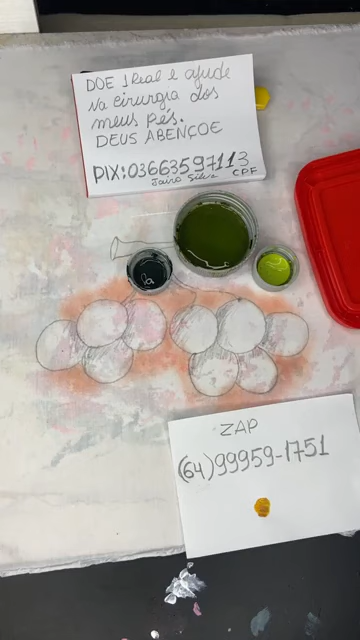 DOE 1 Real e ajude
na cirurgia dos
meus pés.
DEUS ABENÇOE
PIX:03663597113
Jairo Silva CPF
ZAP
(64)99959-1751